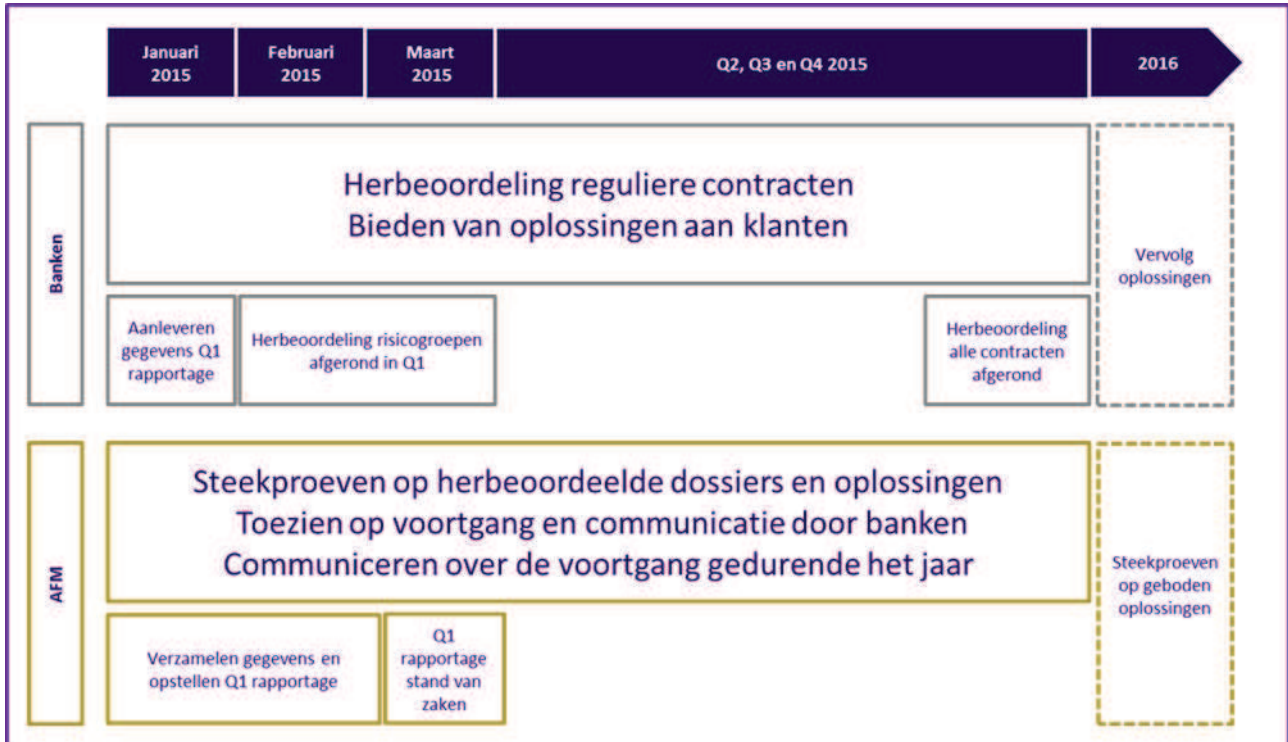 Januari
2015
Februari
2015
Maart
2015
Q2, Q3 en Q4 2015
2016
Banken
Herbeoordeling reguliere contracten
Bieden van oplossingen aan klanten
Vervolg
oplossingen
Aanleveren
gegevens Q1
rapportage
Herbeoordeling risicogroepen
afgerond in Q1
Herbeoordeling
alle contracten
afgerond
AFM
Steekproeven op herbeoordeelde dossiers en oplossingen
Toezien op voortgang en communicatie door banken
Communiceren over de voortgang gedurende het jaar
Steekproeven
op geboden
oplossingen
Verzamelen gegevens en
opstellen Q1 rapportage
Q1
rapportage
stand van
zaken